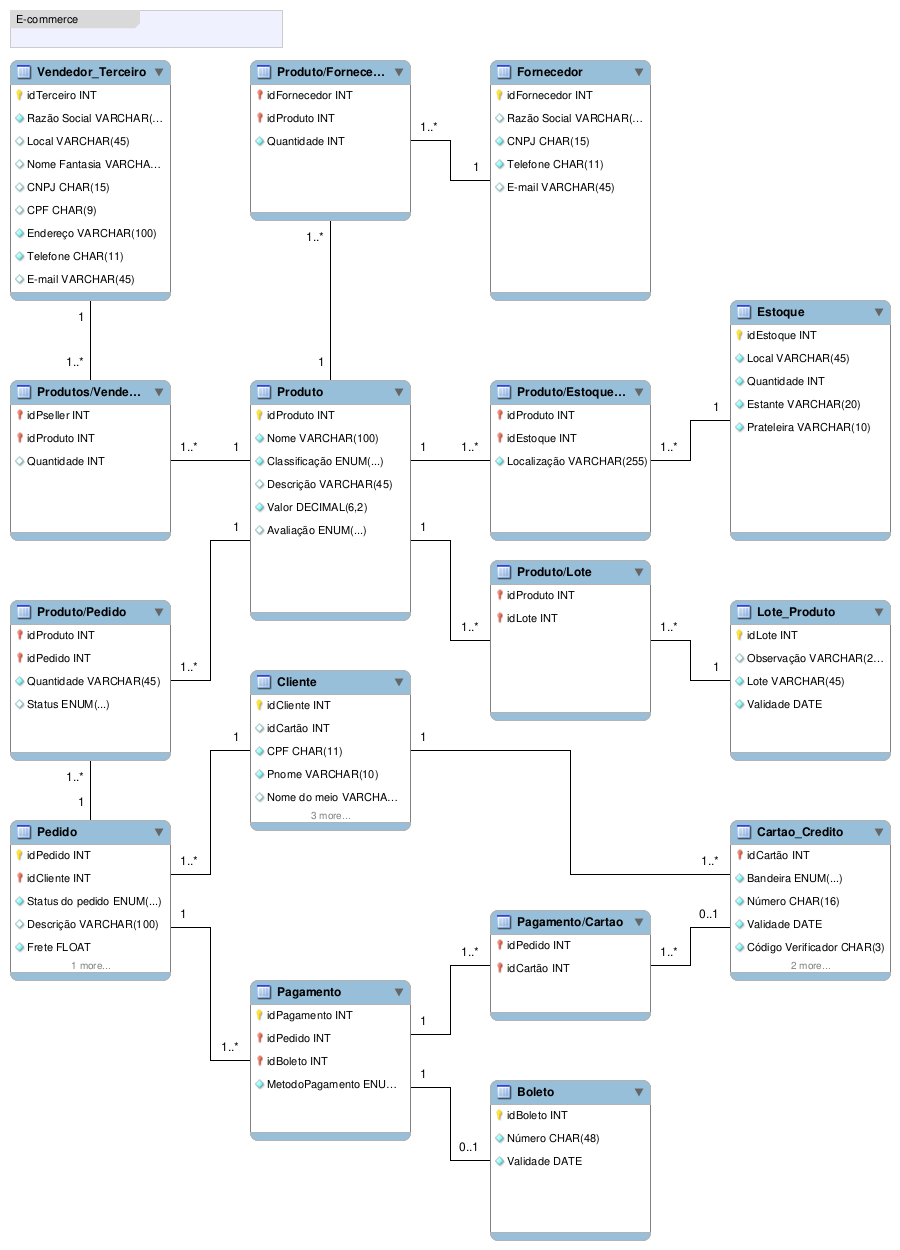 E-commerce
Vendedor_Terceiro
idTerceiro INT
Razão Social VARCHAR(...
Local VARCHAR(45)
Nome Fantasia VARCHA...
CNPJ CHAR(15)
CPF CHAR(9)
Endereço VARCHAR(100)
Telefone CHAR(11)
E-mail VARCHAR(45)
Produto/Fornece...
idFornecedor INT
idProduto INT
Quantidade INT
Fornecedor
idFornecedor INT
Razão Social VARCHAR(...
CNPJ CHAR(15)
Telefone CHAR(11)
E-mail VARCHAR(45)
1..*
1
1..*
1
1
1..*
Estoque
idEstoque INT
Local VARCHAR(45)
Quantidade INT
Estante VARCHAR(20)
Prateleira VARCHAR(10)
Produtos/Vende...
idPseller INT
idProduto INT
Quantidade INT
1..*
1
Produto
idProduto INT
Nome VARCHAR(100)
Classificação ENUM(...)
Descrição VARCHAR(45)
Valor DECIMAL(6,2)
Avaliação ENUM(...)
1
1..*
Produto/Estoque...
idProduto INT
idEstoque INT
Localização VARCHAR(255)
1..*
1
1
1..*
1
1..*
Produto/Lote
idProduto INT
idLote INT
1..*
1
Lote_Produto
idLote INT
Observação VARCHAR(2...
Lote VARCHAR(45)
Validade DATE
Produto/Pedido
idProduto INT
idPedido INT
Quantidade VARCHAR(45)
Status ENUM(...)
1..*
1
Cliente
idCliente INT
idCartão INT
CPF CHAR(11)
Pnome VARCHAR(10)
Nome do meio VARCHA...
3 more...
1
1..*
1
1..*
Pedido
idPedido INT
idCliente INT
Status do pedido ENUM(...)
Descrição VARCHAR(100)
Frete FLOAT
1 more...
1
1..*
Cartao_Credito
idCartão INT
Bandeira ENUM(...)
Número CHAR(16)
Validade DATE
Código Verificador CHAR(3)
2 more...
Pagamento/Cartao
idPedido INT
idCartão INT
1..*
0..1
1..*
1
Pagamento
idPagamento INT
idPedido INT
idBoleto INT
MetodoPagamento ENU...
1
0..1
Boleto
idBoleto INT
Número CHAR(48)
Validade DATE